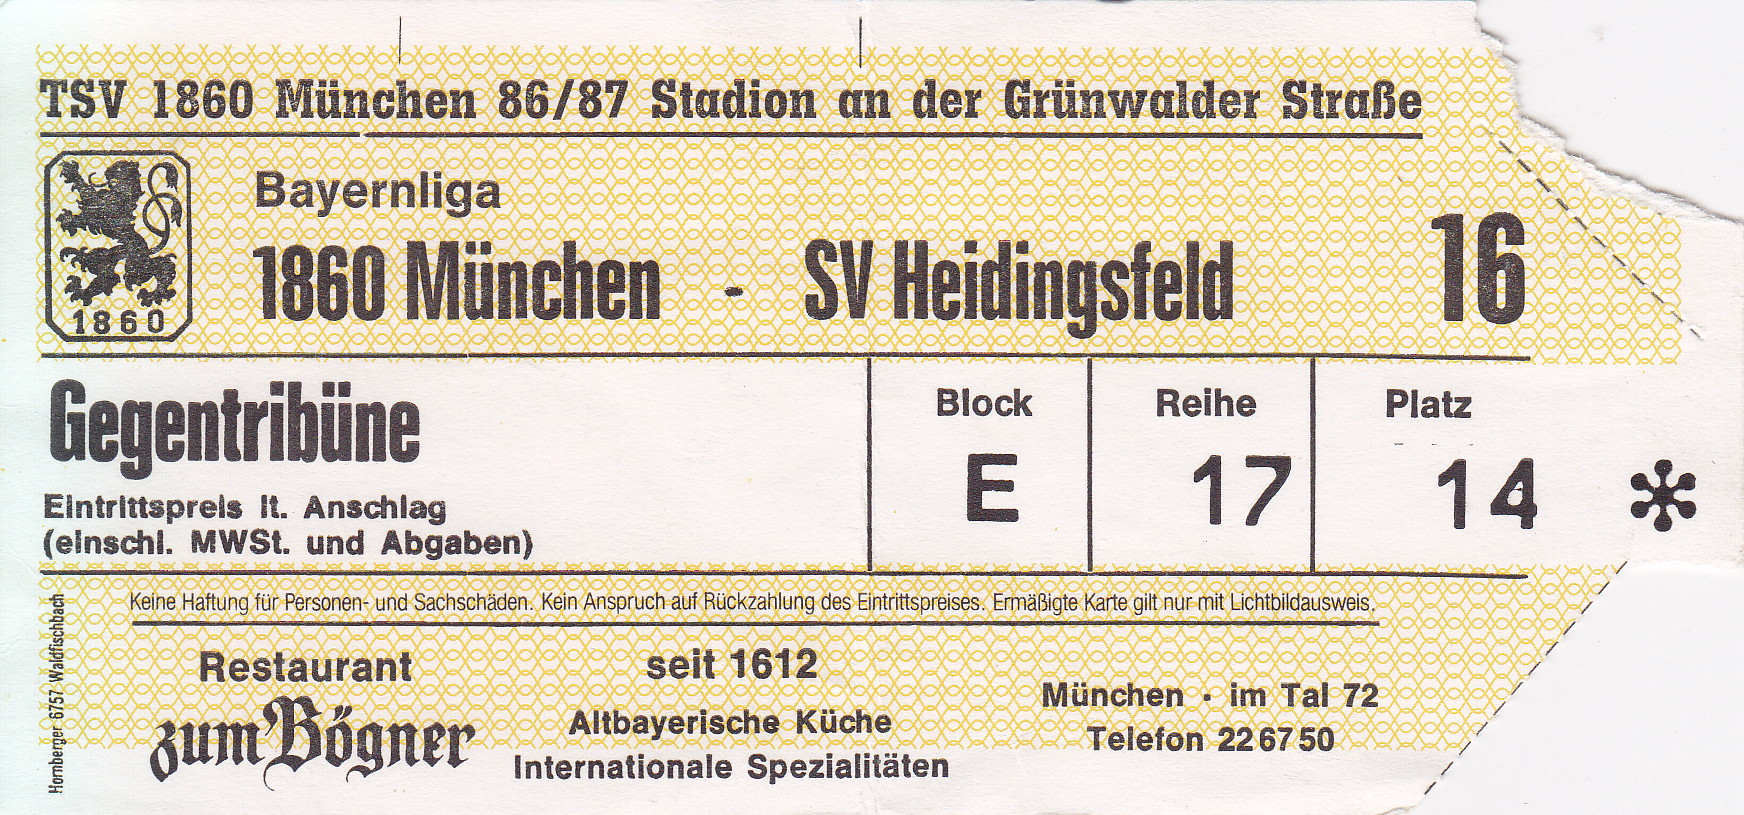 TSV 1860 München 86/87 Stadion an der Grünwalder Straße
1860
Bayernliga
1860 München - SV Heidingsfeld
16
Gegentribüne
Eintrittspreis lt. Anschlag
(einschl. MWSt. und Abgaben)
Block
E
Reihe
17
Platz
14
Keine Haftung für Personen- und Sachschäden. Kein Anspruch auf Rückzahlung des Eintrittspreises. Ermäßigte Karte gilt nur mit Lichtbildausweis.
Hornberger 6757 Waldfischbach
Restaurant
zum Bögner
seit 1612
Altbayerische Küche
Internationale Spezialitäten
München · im Tal 72
Telefon 22 67 50